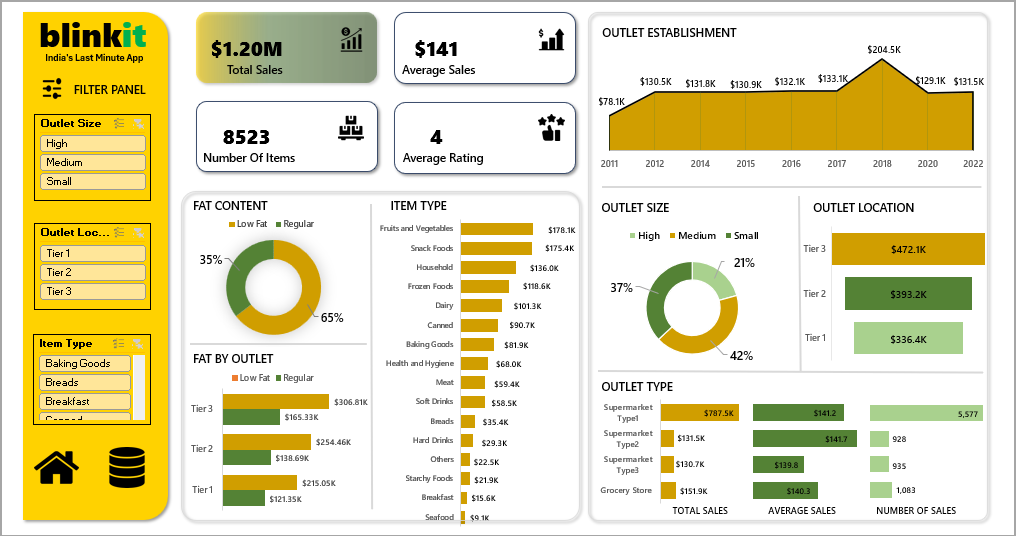 blinkit
India's Last Minute App
FILTER PANEL
Outlet Size
High
Medium
Small
Outlet Loc...
Tier 1
Tier 2
Tier 3
Item Type
Baking Goods
Breads
Breakfast
Canned
$1.20M
Total Sales
$141
Average Sales
8523
Number Of Items
4
Average Rating
FAT CONTENT
Low Fat Regular
35%
65%
FAT BY OUTLET
Low Fat Regular
Tier 3 $306.81K
$165.33K
Tier 2 $254.46K
$138.69K
Tier 1 $215.05K
$121.35K
ITEM TYPE
Fruits and Vegetables $178.1K
Snack Foods $175.4K
Household $136.0K
Frozen Foods $118.6K
Dairy $101.3K
Canned $90.7K
Baking Goods $81.9K
Health and Hygiene $68.0K
Meat $59.4K
Soft Drinks $58.5K
Breads $35.4K
Hard Drinks $29.3K
Others $22.5K
Starchy Foods $21.9K
Breakfast $15.6K
Seafood $9.1K
OUTLET ESTABLISHMENT
$78.1K $130.5K $131.8K $130.9K $132.1K $133.1K $204.5K $129.1K $131.5K
2011 2012 2014 2015 2016 2017 2018 2020 2022
OUTLET SIZE
High Medium Small
21%
37%
42%
OUTLET LOCATION
Tier 3 $472.1K
Tier 2 $393.2K
Tier 1 $336.4K
OUTLET TYPE
Supermarket
Type1 $787.5K $141.2 5,577
Supermarket
Type2 $131.5K $141.7 928
Supermarket
Type3 $130.7K $139.8 935
Grocery Store $151.9K $140.3 1,083
TOTAL SALES AVERAGE SALES NUMBER OF SALES